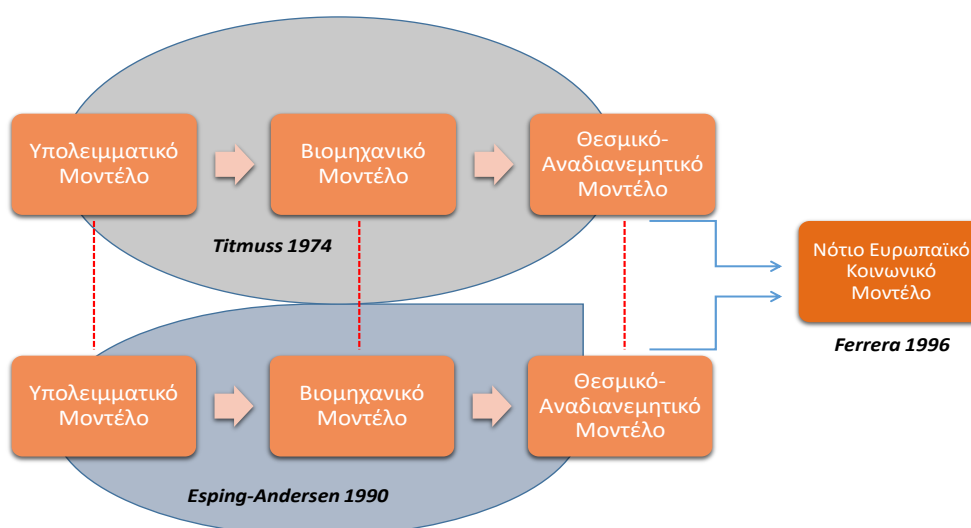 Υπολειμματικό
Μοντέλο
Βιομηχανικό
Μοντέλο
Θεσμικό-
Αναδιανεμητικό
Μοντέλο
Titmuss 1974
Νότιο Ευρωπαϊκό
Κοινωνικό
Μοντέλο
Ferrera 1996
Υπολειμματικό
Μοντέλο
Βιομηχανικό
Μοντέλο
Θεσμικό-
Αναδιανεμητικό
Μοντέλο
Esping-Andersen 1990